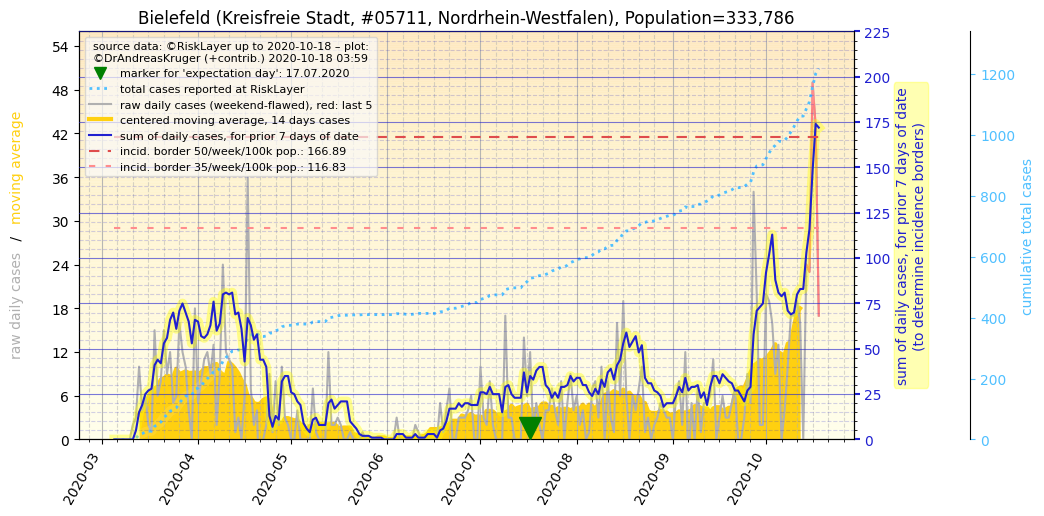 Bielefeld (Kreisfreie Stadt, #05711, Nordrhein-Westfalen), Population=333,786
source data: ©RiskLayer up to 2020-10-18 – plot:
©DrAndreasKruger (+contrib.) 2020-10-18 03:59
marker for 'expectation day': 17.07.2020
total cases reported at RiskLayer
raw daily cases (weekend-flawed), red: last 5
centered moving average, 14 days cases
sum of daily cases, for prior 7 days of date
incid. border 50/week/100k pop.: 166.89
incid. border 35/week/100k pop.: 116.83
raw daily cases / moving average
54
48
42
36
30
24
18
12
6
0
2020-03
2020-04
2020-05
2020-06
2020-07
2020-08
2020-09
2020-10
225
200
175
150
125
100
75
50
25
0
sum of daily cases, for prior 7 days of date
(to determine incidence borders)
1200
1000
800
600
400
200
0
cumulative total cases